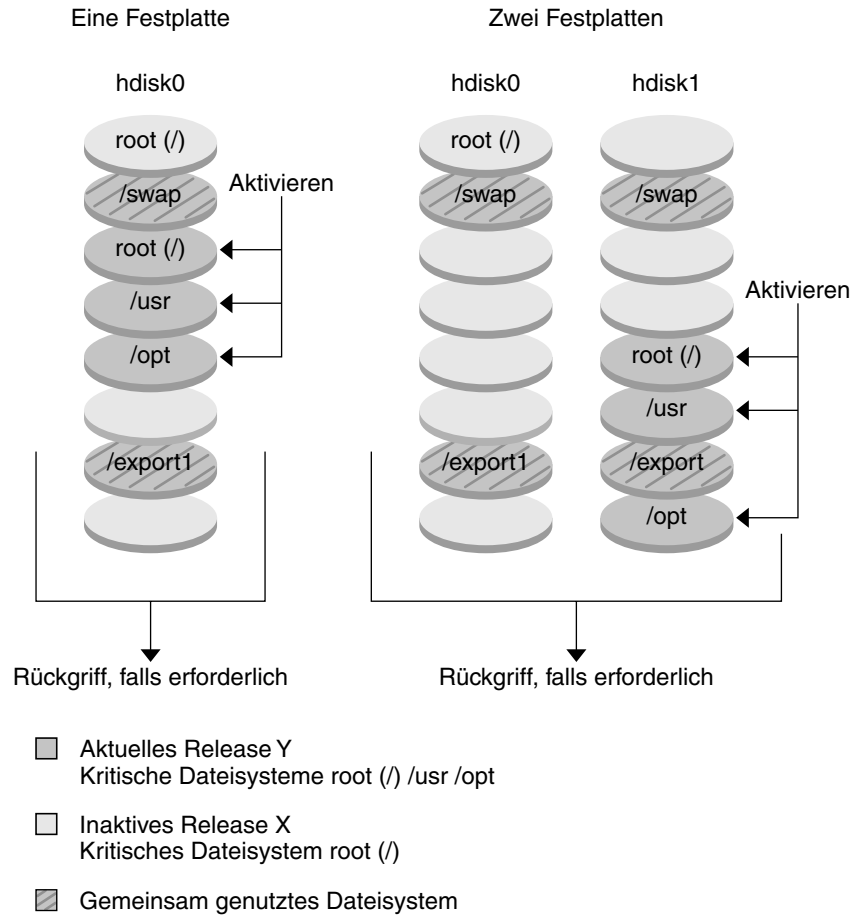 Eine Festplatte
hdisk0
root (/)
/swap
Aktivieren
root (/)
/usr
/opt
/export1
Rückgriff, falls erforderlich
Zwei Festplatten
hdisk0
hdisk1
root (/)
/swap
/swap
Aktivieren
root (/)
/usr
/export1
/export
/opt
Rückgriff, falls erforderlich
Aktuelles Release Y
Kritische Dateisysteme root (/) /usr /opt
Inaktives Release X
Kritisches Dateisystem root (/)
Gemeinsam genutztes Dateisystem